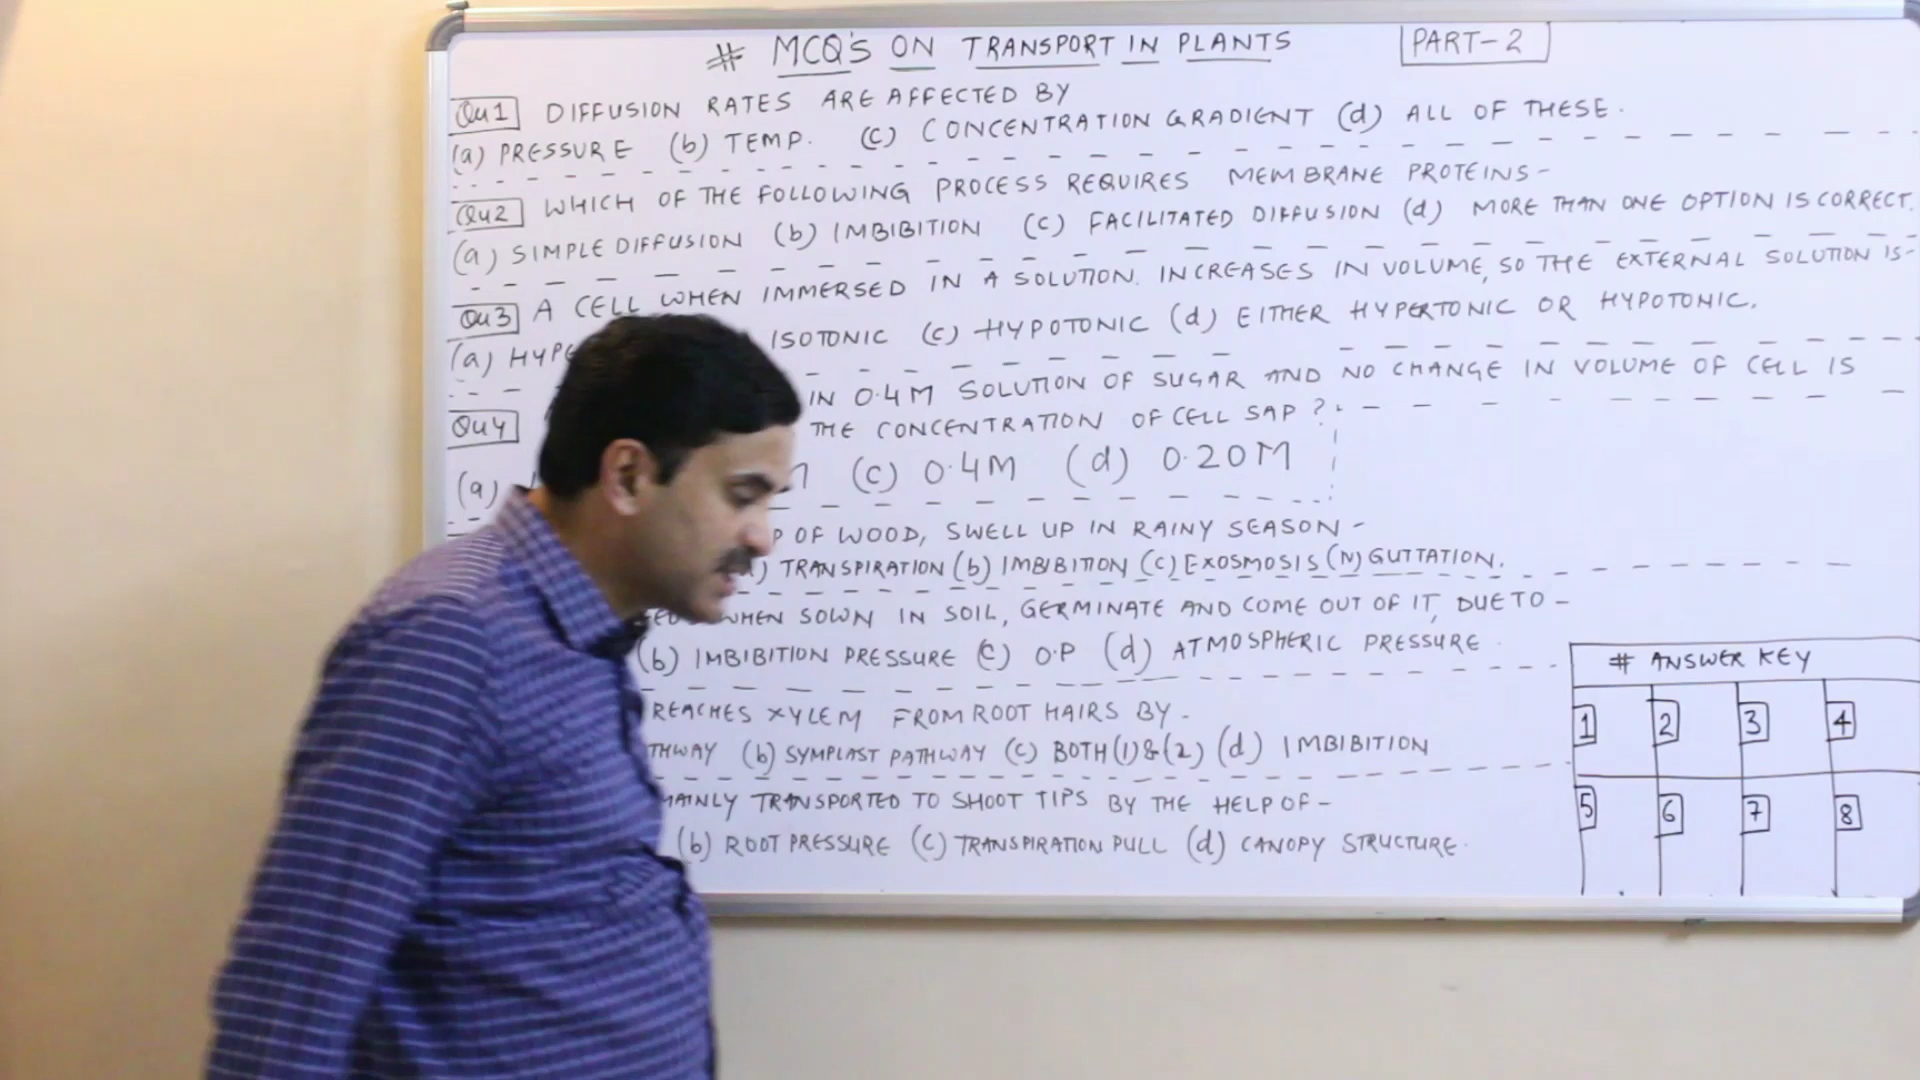 # MCQ'S ON TRANSPORT IN PLANTS PART-2
Qu1 DIFFUSION RATES ARE AFFECTED BY
(a) PRESSURE (b) TEMP. (c) CONCENTRATION GRADIENT (d) ALL OF THESE.
Qu2 WHICH OF THE FOLLOWING PROCESS REQUIRES MEMBRANE PROTEINS-
(a) SIMPLE DIFFUSION (b) IMBIBITION (c) FACILITATED DIFFUSION (d) MORE THAN ONE OPTION IS CORRECT.
Qu3 A CELL WHEN IMMERSED IN A SOLUTION. INCREASES IN VOLUME, SO THE EXTERNAL SOLUTION IS-
(a) HYPE ISOTONIC (c) HYPOTONIC (d) EITHER HYPERTONIC OR HYPOTONIC.
Qu4 IN 0.4M SOLUTION OF SUGAR AND NO CHANGE IN VOLUME OF CELL IS
THE CONCENTRATION OF CELL SAP?
(a) M (c) 0.4M (d) 0.20M
P OF WOOD, SWELL UP IN RAINY SEASON-
) TRANSPIRATION (b) IMBIBITION (c) EXOSMOSIS (N) GUTTATION.
WHEN SOWN IN SOIL, GERMINATE AND COME OUT OF IT, DUE TO-
(b) IMBIBITION PRESSURE (c) O.P (d) ATMOSPHERIC PRESSURE
REACHES XYLEM FROM ROOT HAIRS BY-
THWAY (b) SYMPLAST PATHWAY (c) BOTH (1) & (2) (d) IMBIBITION
MAINLY TRANSPORTED TO SHOOT TIPS BY THE HELP OF-
(b) ROOT PRESSURE (c) TRANSPIRATION PULL (d) CANOPY STRUCTURE.
# ANSWER KEY
1 2 3 4
5 6 7 8